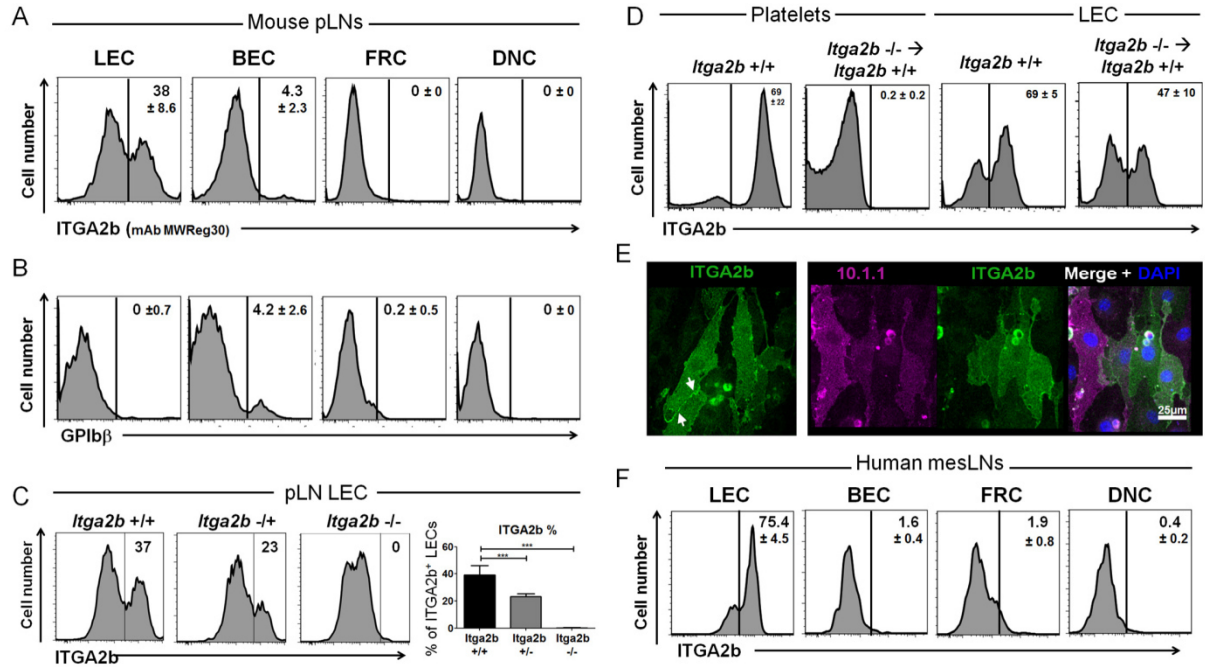 A
Mouse pLNs
LEC BEC FRC DNC
Cell number
38 ± 8.6
4.3 ± 2.3
0 ± 0
0 ± 0
ITGA2b (mAb MWReg30)
B
Cell number
0 ±0.7
4.2 ± 2.6
0.2 ± 0.5
0 ± 0
GPIbβ
C
pLN LEC
Itga2b +/+ Itga2b -/+ Itga2b -/-
Cell number
37
23
0
ITGA2b
ITGA2b %
% of ITGA2b+ LECs
***
***
60
40
20
0
Itga2b +/+
Itga2b +/-
Itga2b -/-
D
Platelets LEC
Itga2b +/+
Itga2b -/- →
Itga2b +/+
Itga2b +/+
Itga2b -/- →
Itga2b +/+
Cell number
69 ± 22
0.2 ± 0.2
69 ± 5
47 ± 10
ITGA2b
E
ITGA2b
10.1.1 ITGA2b Merge + DAPI
25µm
F
Human mesLNs
LEC BEC FRC DNC
Cell number
75.4 ± 4.5
1.6 ± 0.4
1.9 ± 0.8
0.4 ± 0.2
ITGA2b